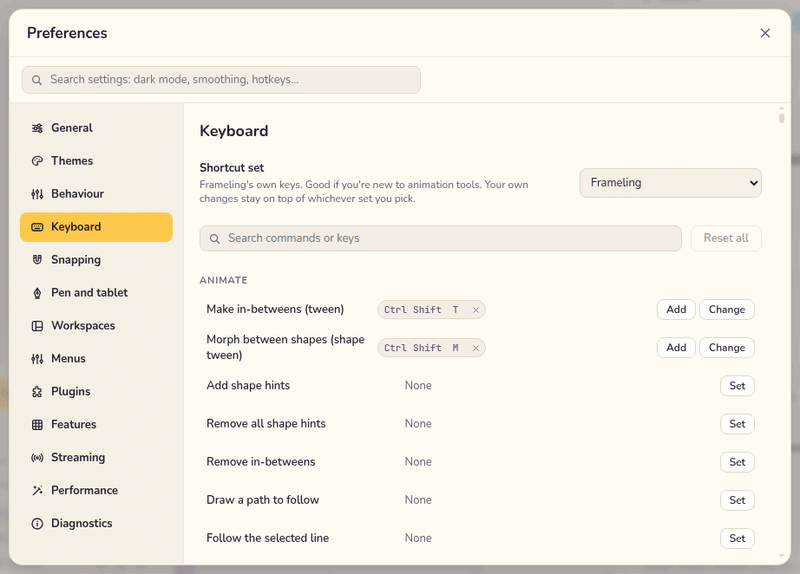 Preferences
Search settings: dark mode, smoothing, hotkeys...
General
Themes
Behaviour
Keyboard
Snapping
Pen and tablet
Workspaces
Menus
Plugins
Features
Streaming
Performance
Diagnostics
Keyboard
Shortcut set
Frameling's own keys. Good if you're new to animation tools. Your own
changes stay on top of whichever set you pick.
Frameling
Search commands or keys
Reset all
ANIMATE
Make in-betweens (tween) Ctrl Shift T × Add Change
Morph between shapes (shape
tween) Ctrl Shift M × Add Change
Add shape hints None Set
Remove all shape hints None Set
Remove in-betweens None Set
Draw a path to follow None Set
Follow the selected line None Set